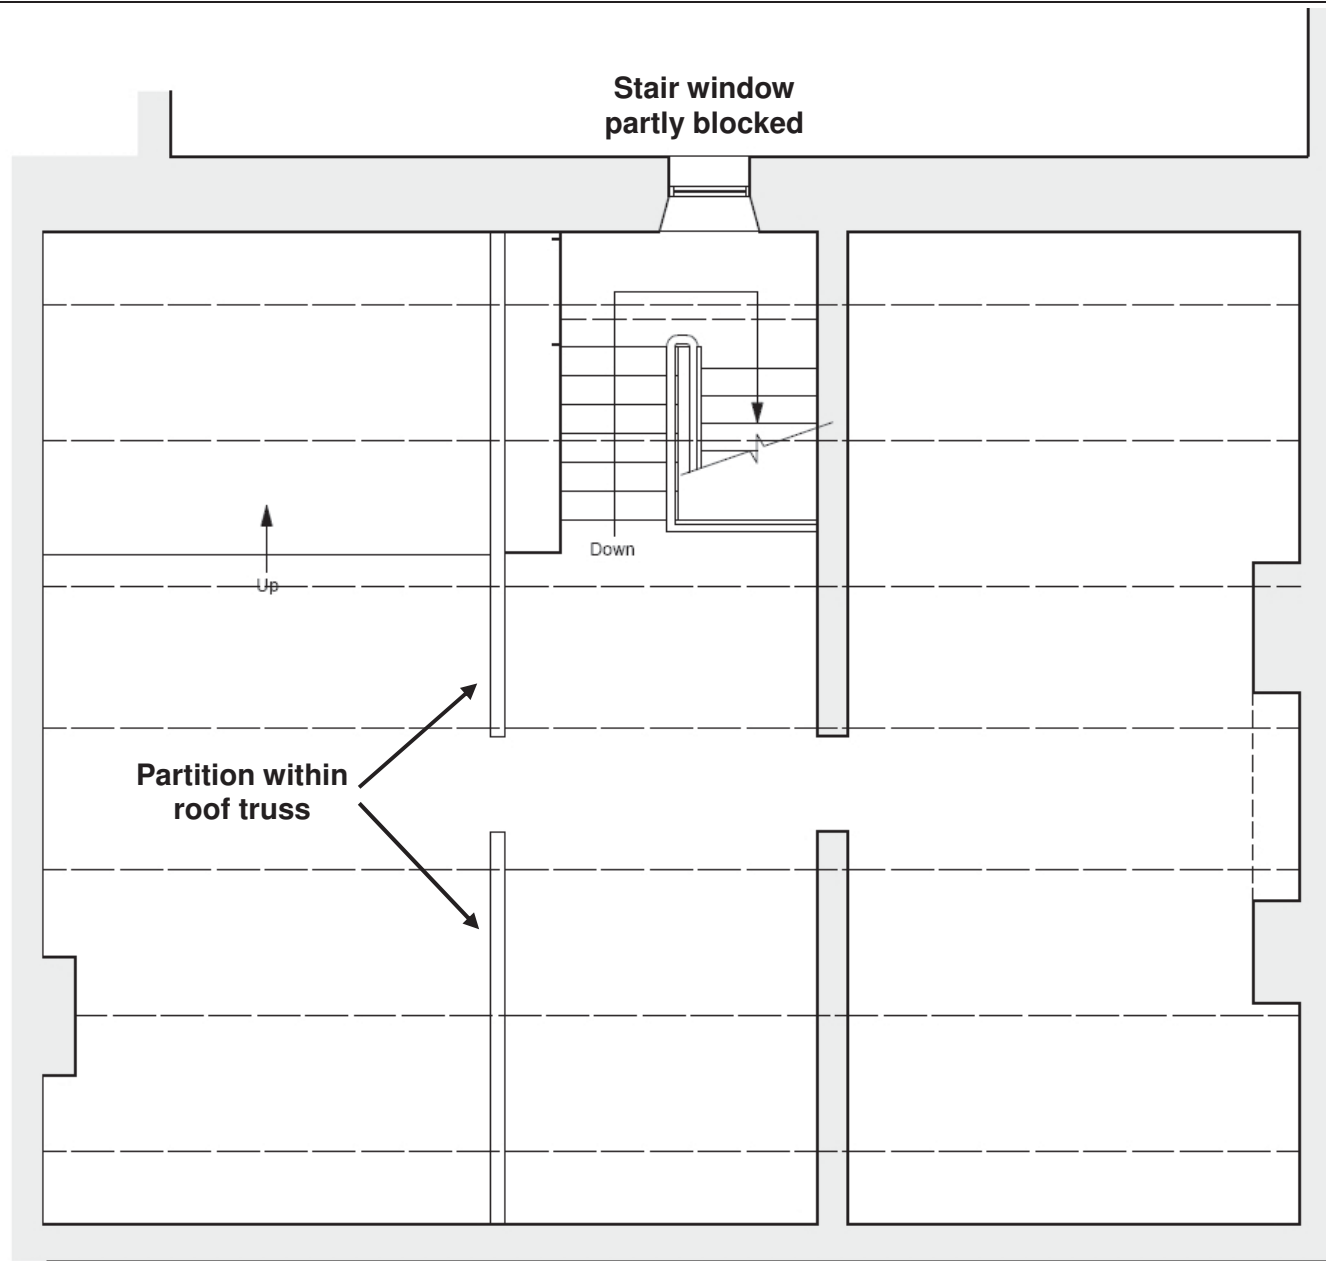 Stair window
partly blocked
Down
Up
Partition within
roof truss